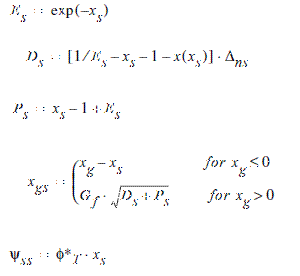 E_s ∷ exp(−x_s)
D_s ∷ [1/E_s − x_s − 1 − x(x_s)] · Δ_ns
P_s ∷ x_s − 1 + E_s
x_gs ∷ { x_g − x_s for x_g ≤ 0
G_f · √(D_s + P_s) for x_g > 0
ψ_ss ∷ ϕ*_T · x_s